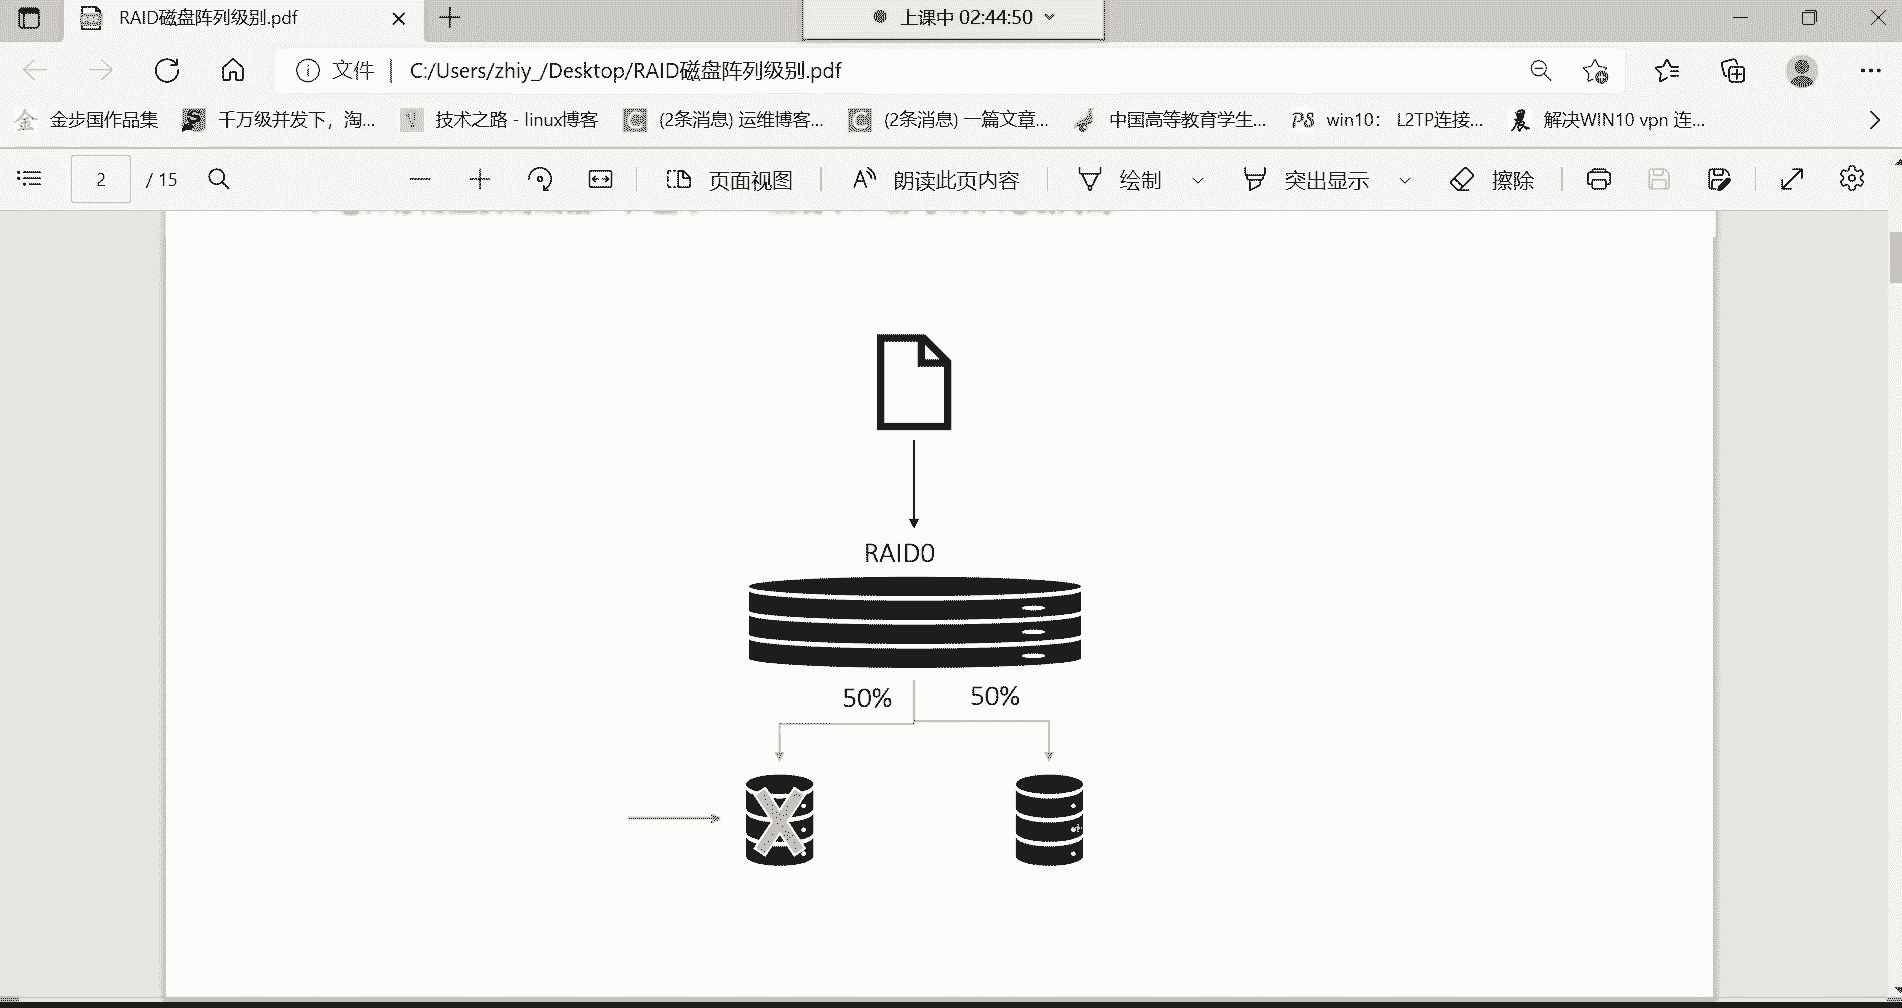 RAID磁盘阵列级别.pdf
上课中 02:44:50
文件 C:/Users/zhiy_/Desktop/RAID磁盘阵列级别.pdf
金步国作品集 千万级并发下，淘... 技术之路 - linux博客 (2条消息) 运维博客... (2条消息) 一篇文章... 中国高等教育学生... win10： L2TP连接... 解决WIN10 vpn 连...
2 / 15 页面视图 朗读此页内容 绘制 突出显示 擦除
RAID0
50% 50%